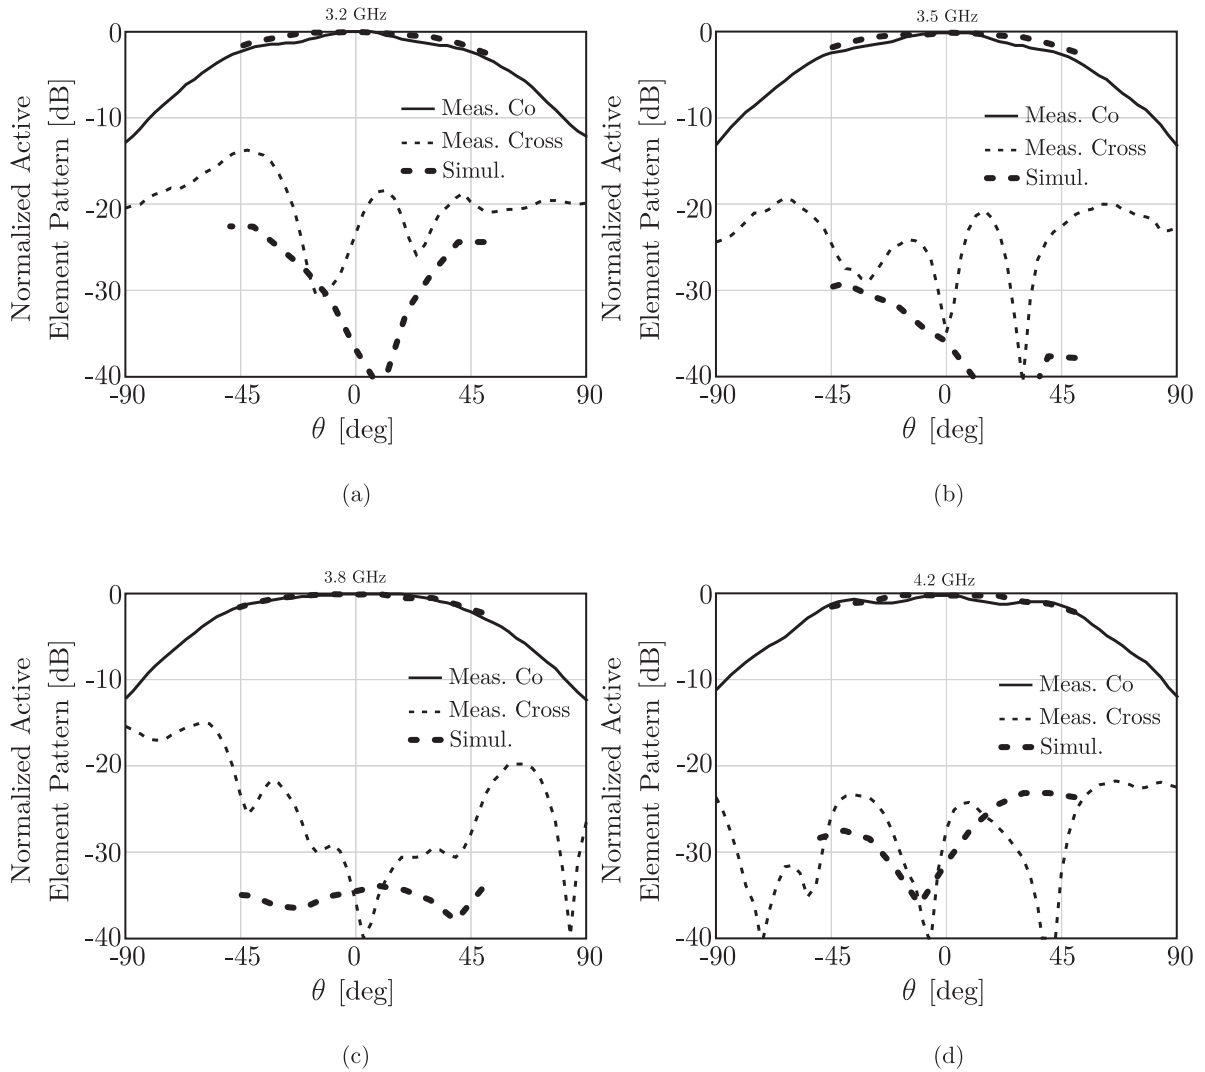 3.2 GHz
0
-10
-20
-30
-40
-90
-45
0
45
90
Normalized Active
Element Pattern [dB]
Meas. Co
Meas. Cross
Simul.
θ [deg]
(a)
3.5 GHz
0
-10
-20
-30
-40
-90
-45
0
45
90
Normalized Active
Element Pattern [dB]
Meas. Co
Meas. Cross
Simul.
θ [deg]
(b)
3.8 GHz
0
-10
-20
-30
-40
-90
-45
0
45
90
Normalized Active
Element Pattern [dB]
Meas. Co
Meas. Cross
Simul.
θ [deg]
(c)
4.2 GHz
0
-10
-20
-30
-40
-90
-45
0
45
90
Normalized Active
Element Pattern [dB]
Meas. Co
Meas. Cross
Simul.
θ [deg]
(d)